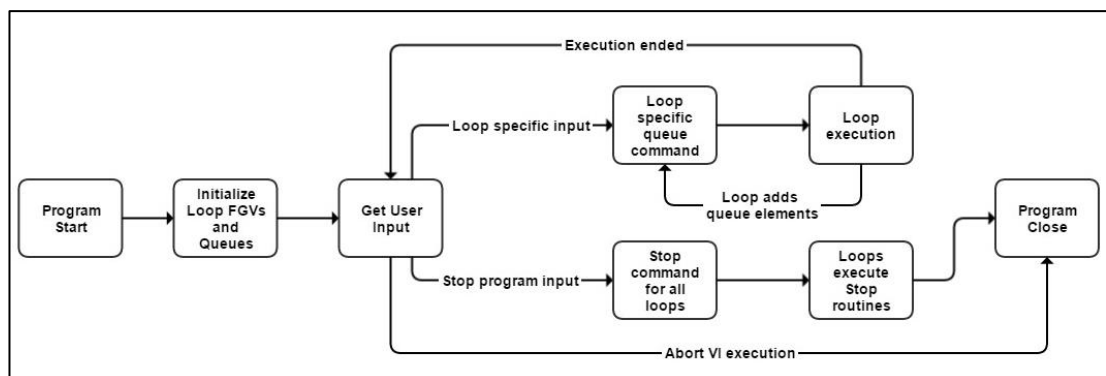 Execution ended
Loop
specific
queue
command
Loop
execution
Loop specific input
Loop adds
queue elements
Program
Start
Initialize
Loop FGVs
and
Queues
Get User
Input
Program
Close
Stop program input
Stop
command
for all
loops
Loops
execute
Stop
routines
Abort VI execution